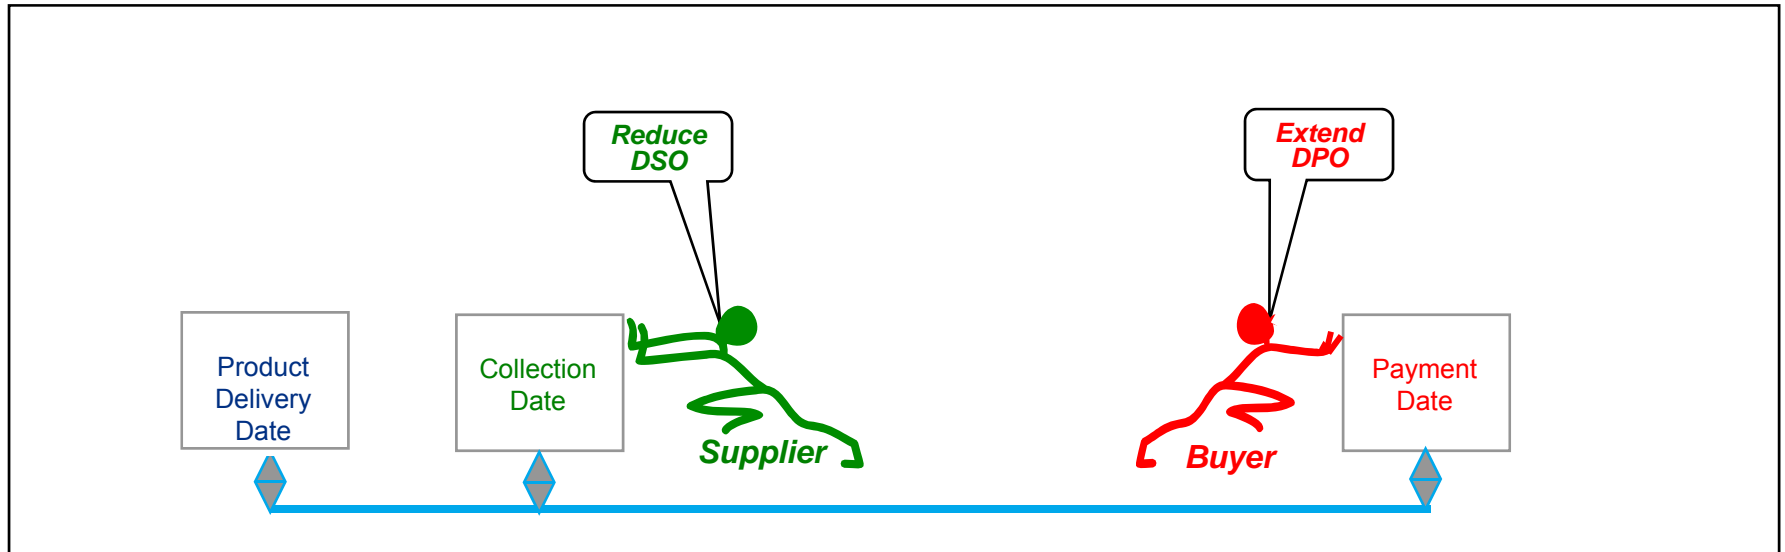 Reduce
DSO
Extend
DPO
Product
Delivery
Date
Collection
Date
Supplier
Buyer
Payment
Date